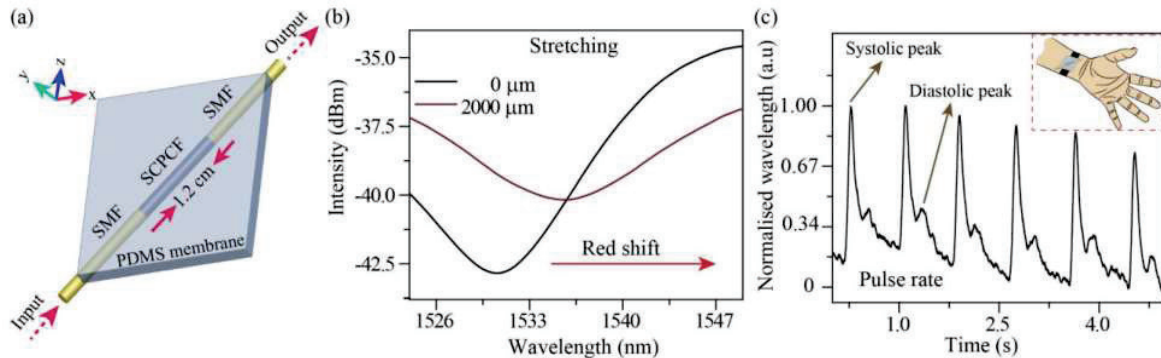 (a)
Output
z
y
x
SMF
SCPCF
1.2 cm
SMF
PDMS membrane
Input
(b)
Stretching
0 μm
2000 μm
-35.0
-37.5
-40.0
-42.5
Intensity (dBm)
Red shift
1526
1533
1540
1547
Wavelength (nm)
(c)
Systolic peak
Diastolic peak
1.00
0.67
0.34
0
Normalised wavelength (a.u)
Pulse rate
1.0
2.5
4.0
Time (s)